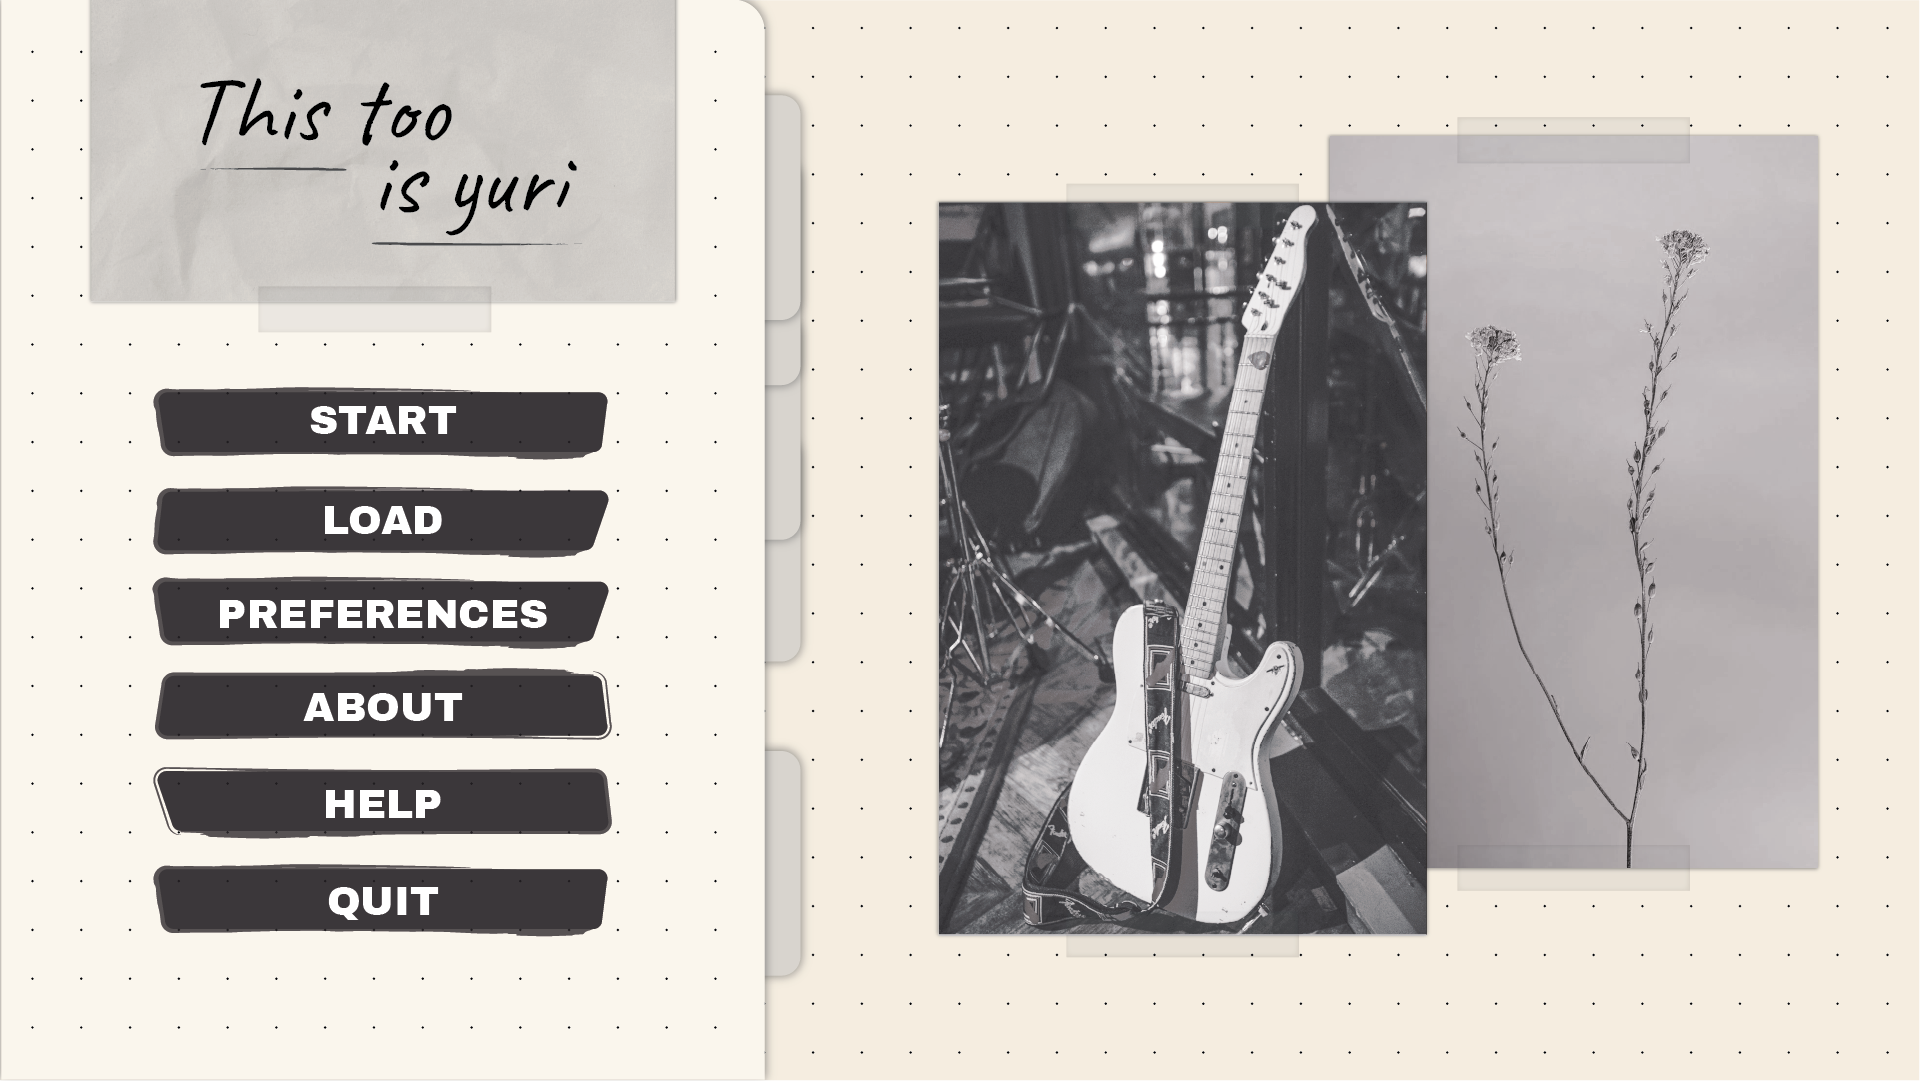 This too
is yuri
START
LOAD
PREFERENCES
ABOUT
HELP
QUIT